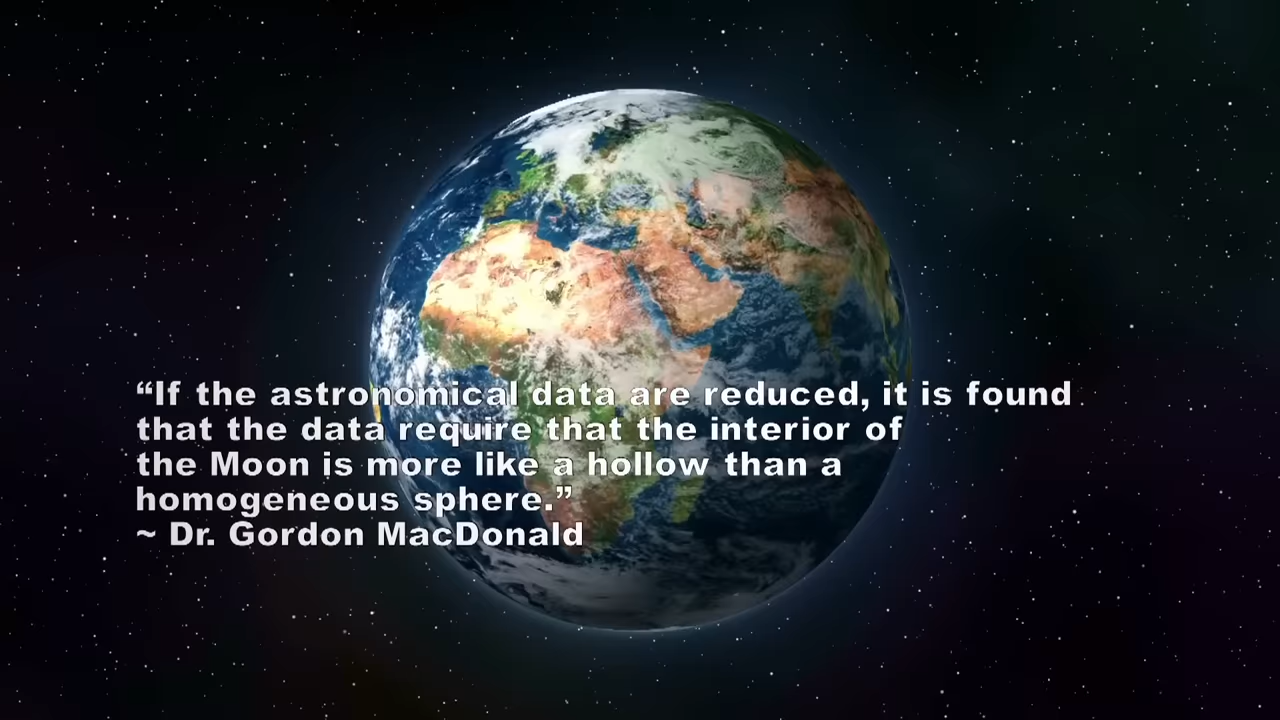 “If the astronomical data are reduced, it is found
that the data require that the interior of
the Moon is more like a hollow than a
homogeneous sphere.”
~ Dr. Gordon MacDonald